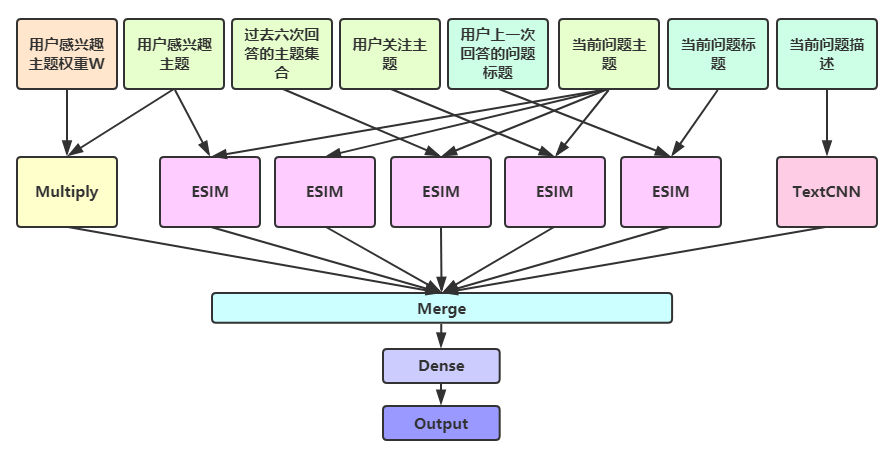 用户感兴趣
主题权重W
用户感兴趣
主题
过去六次回
答的主题集
合
用户关注主
题
用户上一次
回答的问题
标题
当前问题主
题
当前问题标
题
当前问题描
述
Multiply
ESIM
ESIM
ESIM
ESIM
ESIM
TextCNN
Merge
Dense
Output